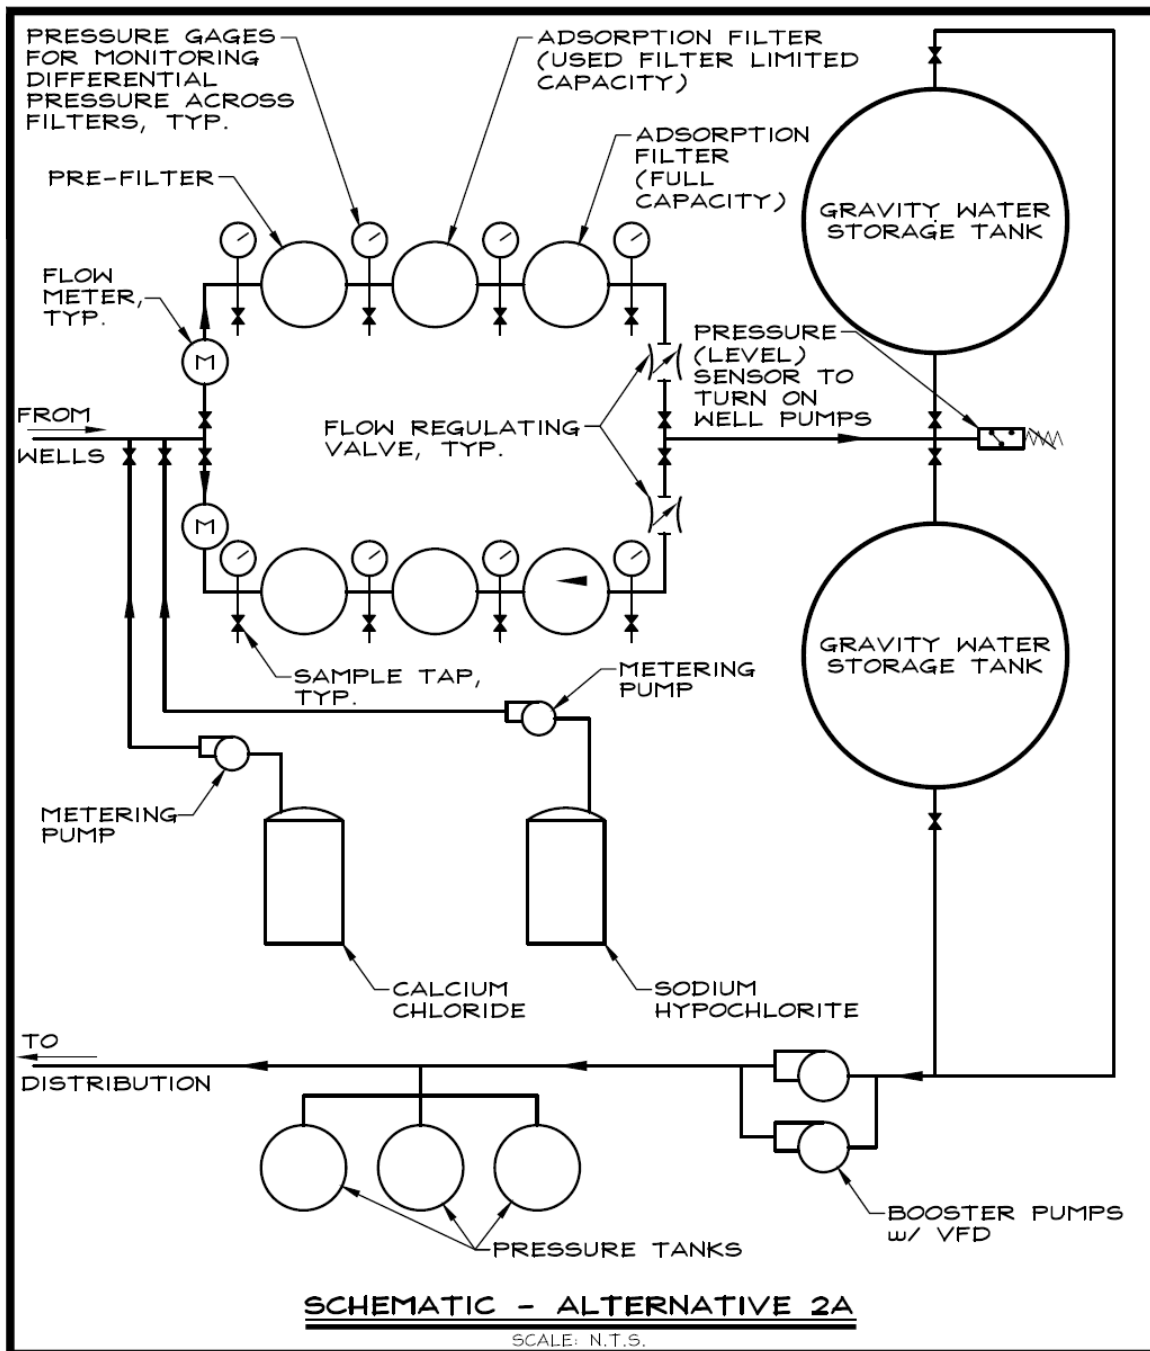 PRESSURE GAGES
FOR MONITORING
DIFFERENTIAL
PRESSURE ACROSS
FILTERS, TYP.
ADSORPTION FILTER
(USED FILTER LIMITED
CAPACITY)
ADSORPTION
FILTER
(FULL
CAPACITY)
PRE-FILTER
GRAVITY WATER
STORAGE TANK
FLOW
METER,
TYP.
M
PRESSURE
(LEVEL)
SENSOR TO
TURN ON
WELL PUMPS
FROM
WELLS
FLOW REGULATING
VALVE, TYP.
M
GRAVITY WATER
STORAGE TANK
SAMPLE TAP,
TYP.
METERING
PUMP
METERING
PUMP
CALCIUM
CHLORIDE
SODIUM
HYPOCHLORITE
TO
DISTRIBUTION
BOOSTER PUMPS
w/ VFD
PRESSURE TANKS
SCHEMATIC - ALTERNATIVE 2A
SCALE: N.T.S.